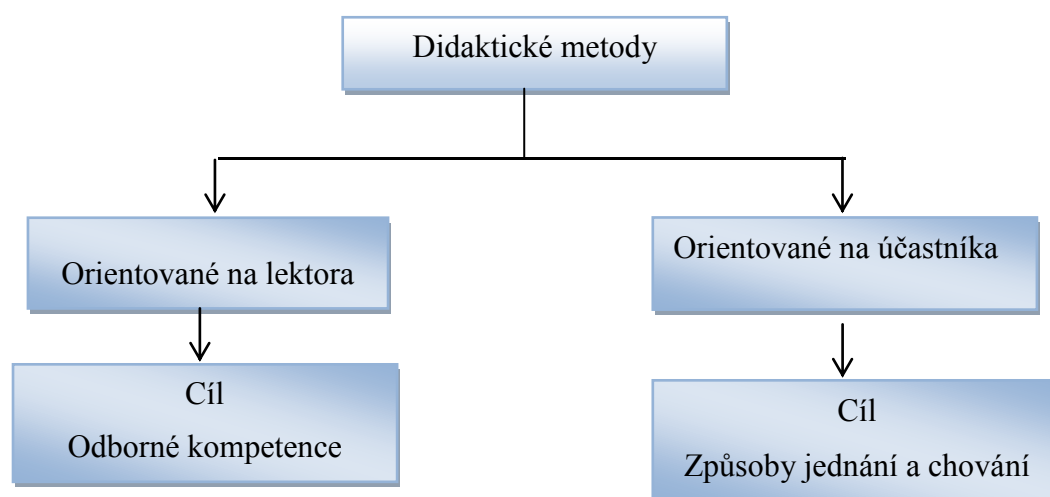 Didaktické metody
Orientované na lektora
Orientované na účastníka
Cíl
Odborné kompetence
Cíl
Způsoby jednání a chování